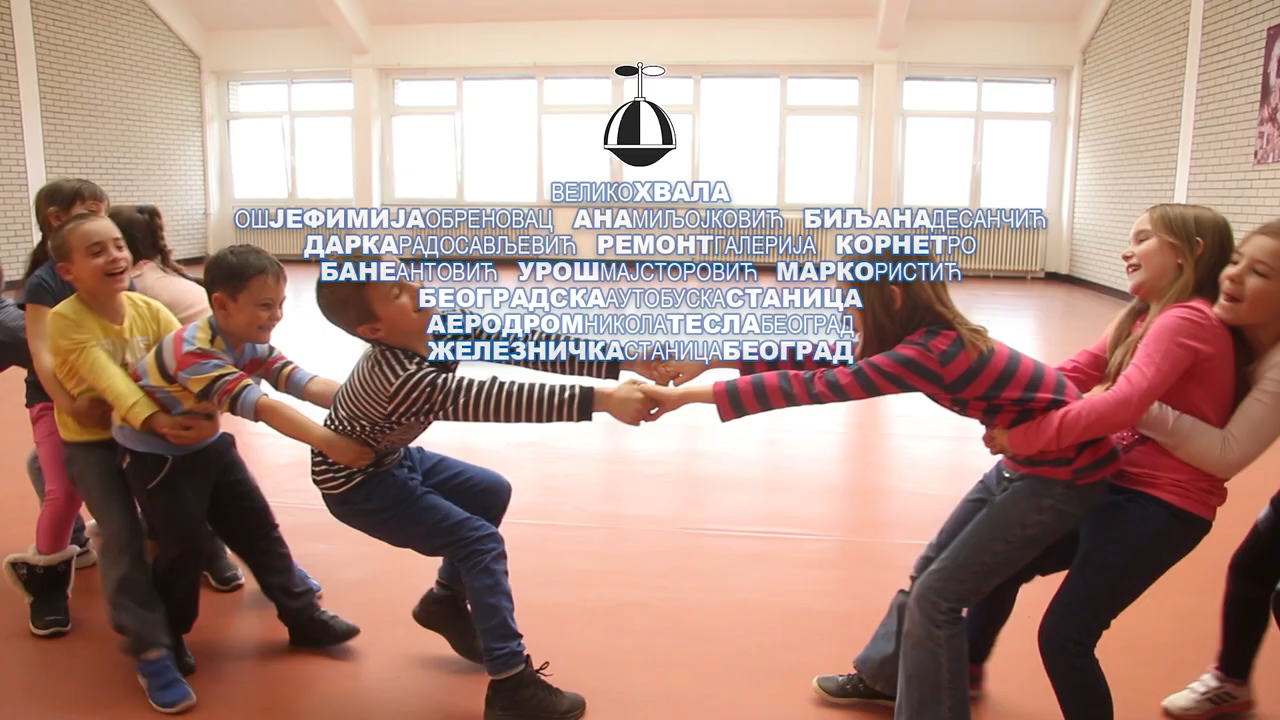 ВЕЛИКОХВАЛА
ОШЈЕФИМИЈАОБРЕНОВАЦ АНАМИЉОЈКОВИЋ БИЉАНАДЕСАНЧИЋ
ДАРКАРАДОСАВЉЕВИЋ РЕМОНТГАЛЕРИЈА КОРНЕТРО
БАНЕАНТОВИЋ УРОШМАЈСТОРОВИЋ МАРКОРИСТИЋ
БЕОГРАДСКААУТОБУСКАСТАНИЦА
АЕРОДРОМНИКОЛАТЕСЛАБЕОГРАД
ЖЕЛЕЗНИЧКАСТАНИЦАБЕОГРАД